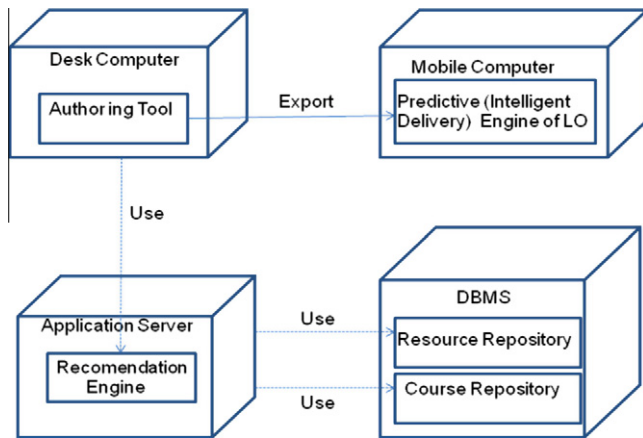 Desk Computer
Authoring Tool
Export
Mobile Computer
Predictive (Intelligent
Delivery) Engine of LO
Use
Application Server
Recomendation
Engine
Use
Use
DBMS
Resource Repository
Course Repository